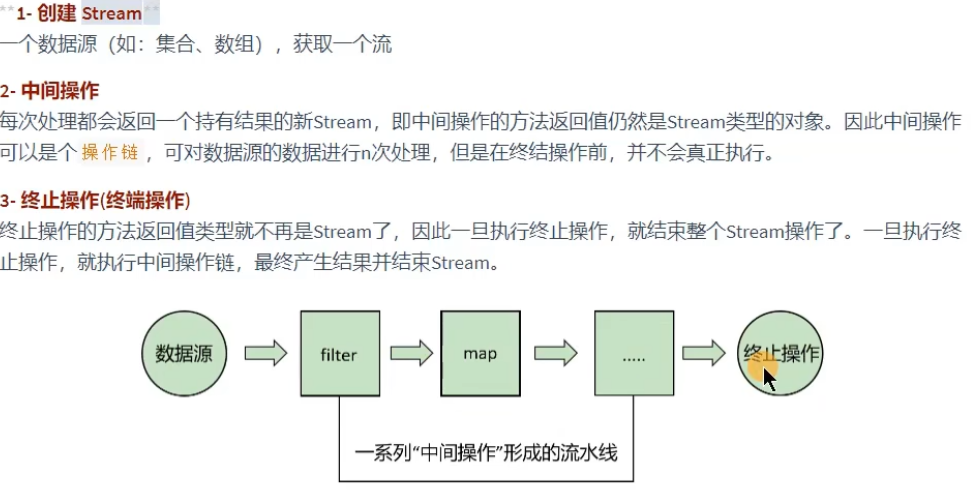 **1- 创建 Stream**
一个数据源（如：集合、数组），获取一个流
2- 中间操作
每次处理都会返回一个持有结果的新Stream，即中间操作的方法返回值仍然是Stream类型的对象。因此中间操作
可以是个 操作链 ，可对数据源的数据进行n次处理，但是在终结操作前，并不会真正执行。
3- 终止操作(终端操作)
终止操作的方法返回值类型就不再是Stream了，因此一旦执行终止操作，就结束整个Stream操作了。一旦执行终
止操作，就执行中间操作链，最终产生结果并结束Stream。
数据源
filter
map
.....
终止操作
一系列“中间操作”形成的流水线